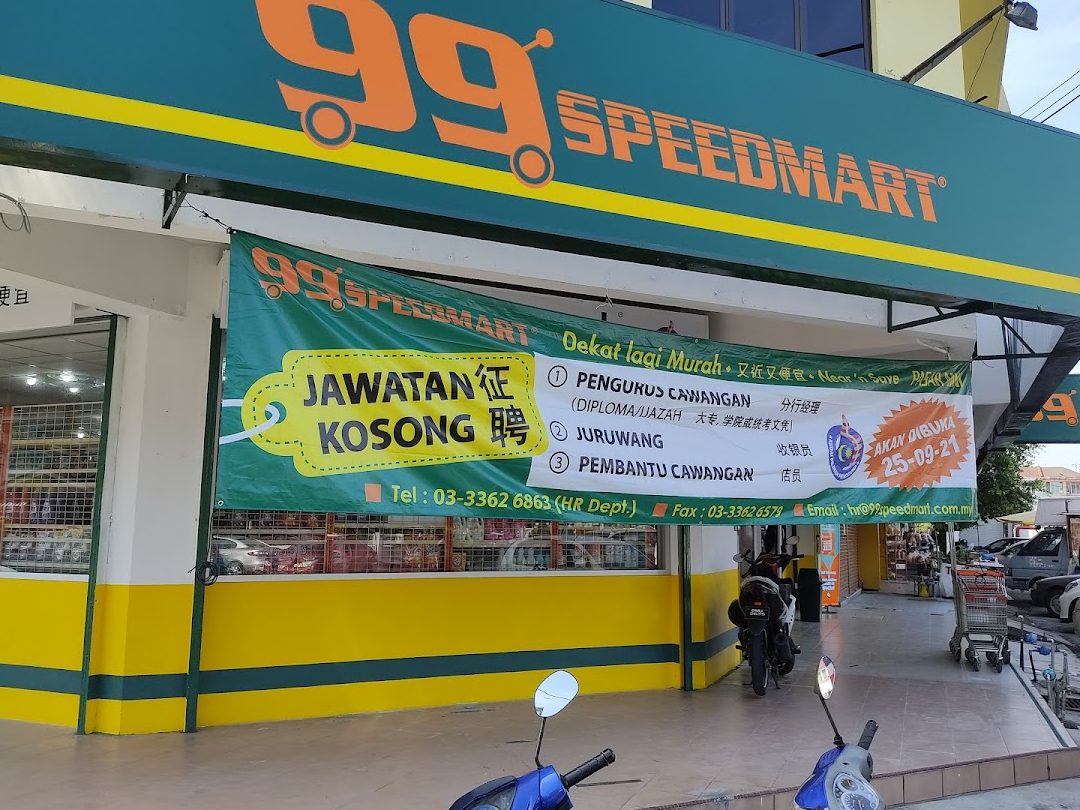 99 SPEEDMART®
便宜
99 SPEEDMART
Dekat lagi Murah • 又近又便宜 • Near 'n Save
JAWATAN KOSONG 征聘
① PENGURUS CAWANGAN 分行经理
(DIPLOMA/IJAZAH 大专, 学院或统考文凭)
② JURUWANG 收银员
③ PEMBANTU CAWANGAN 店员
AKAN DIBUKA
25-09-21
Tel : 03-3362 6863 (HR Dept.) Fax : 03-3362 6579 Email : hr@99speedmart.com.my
99